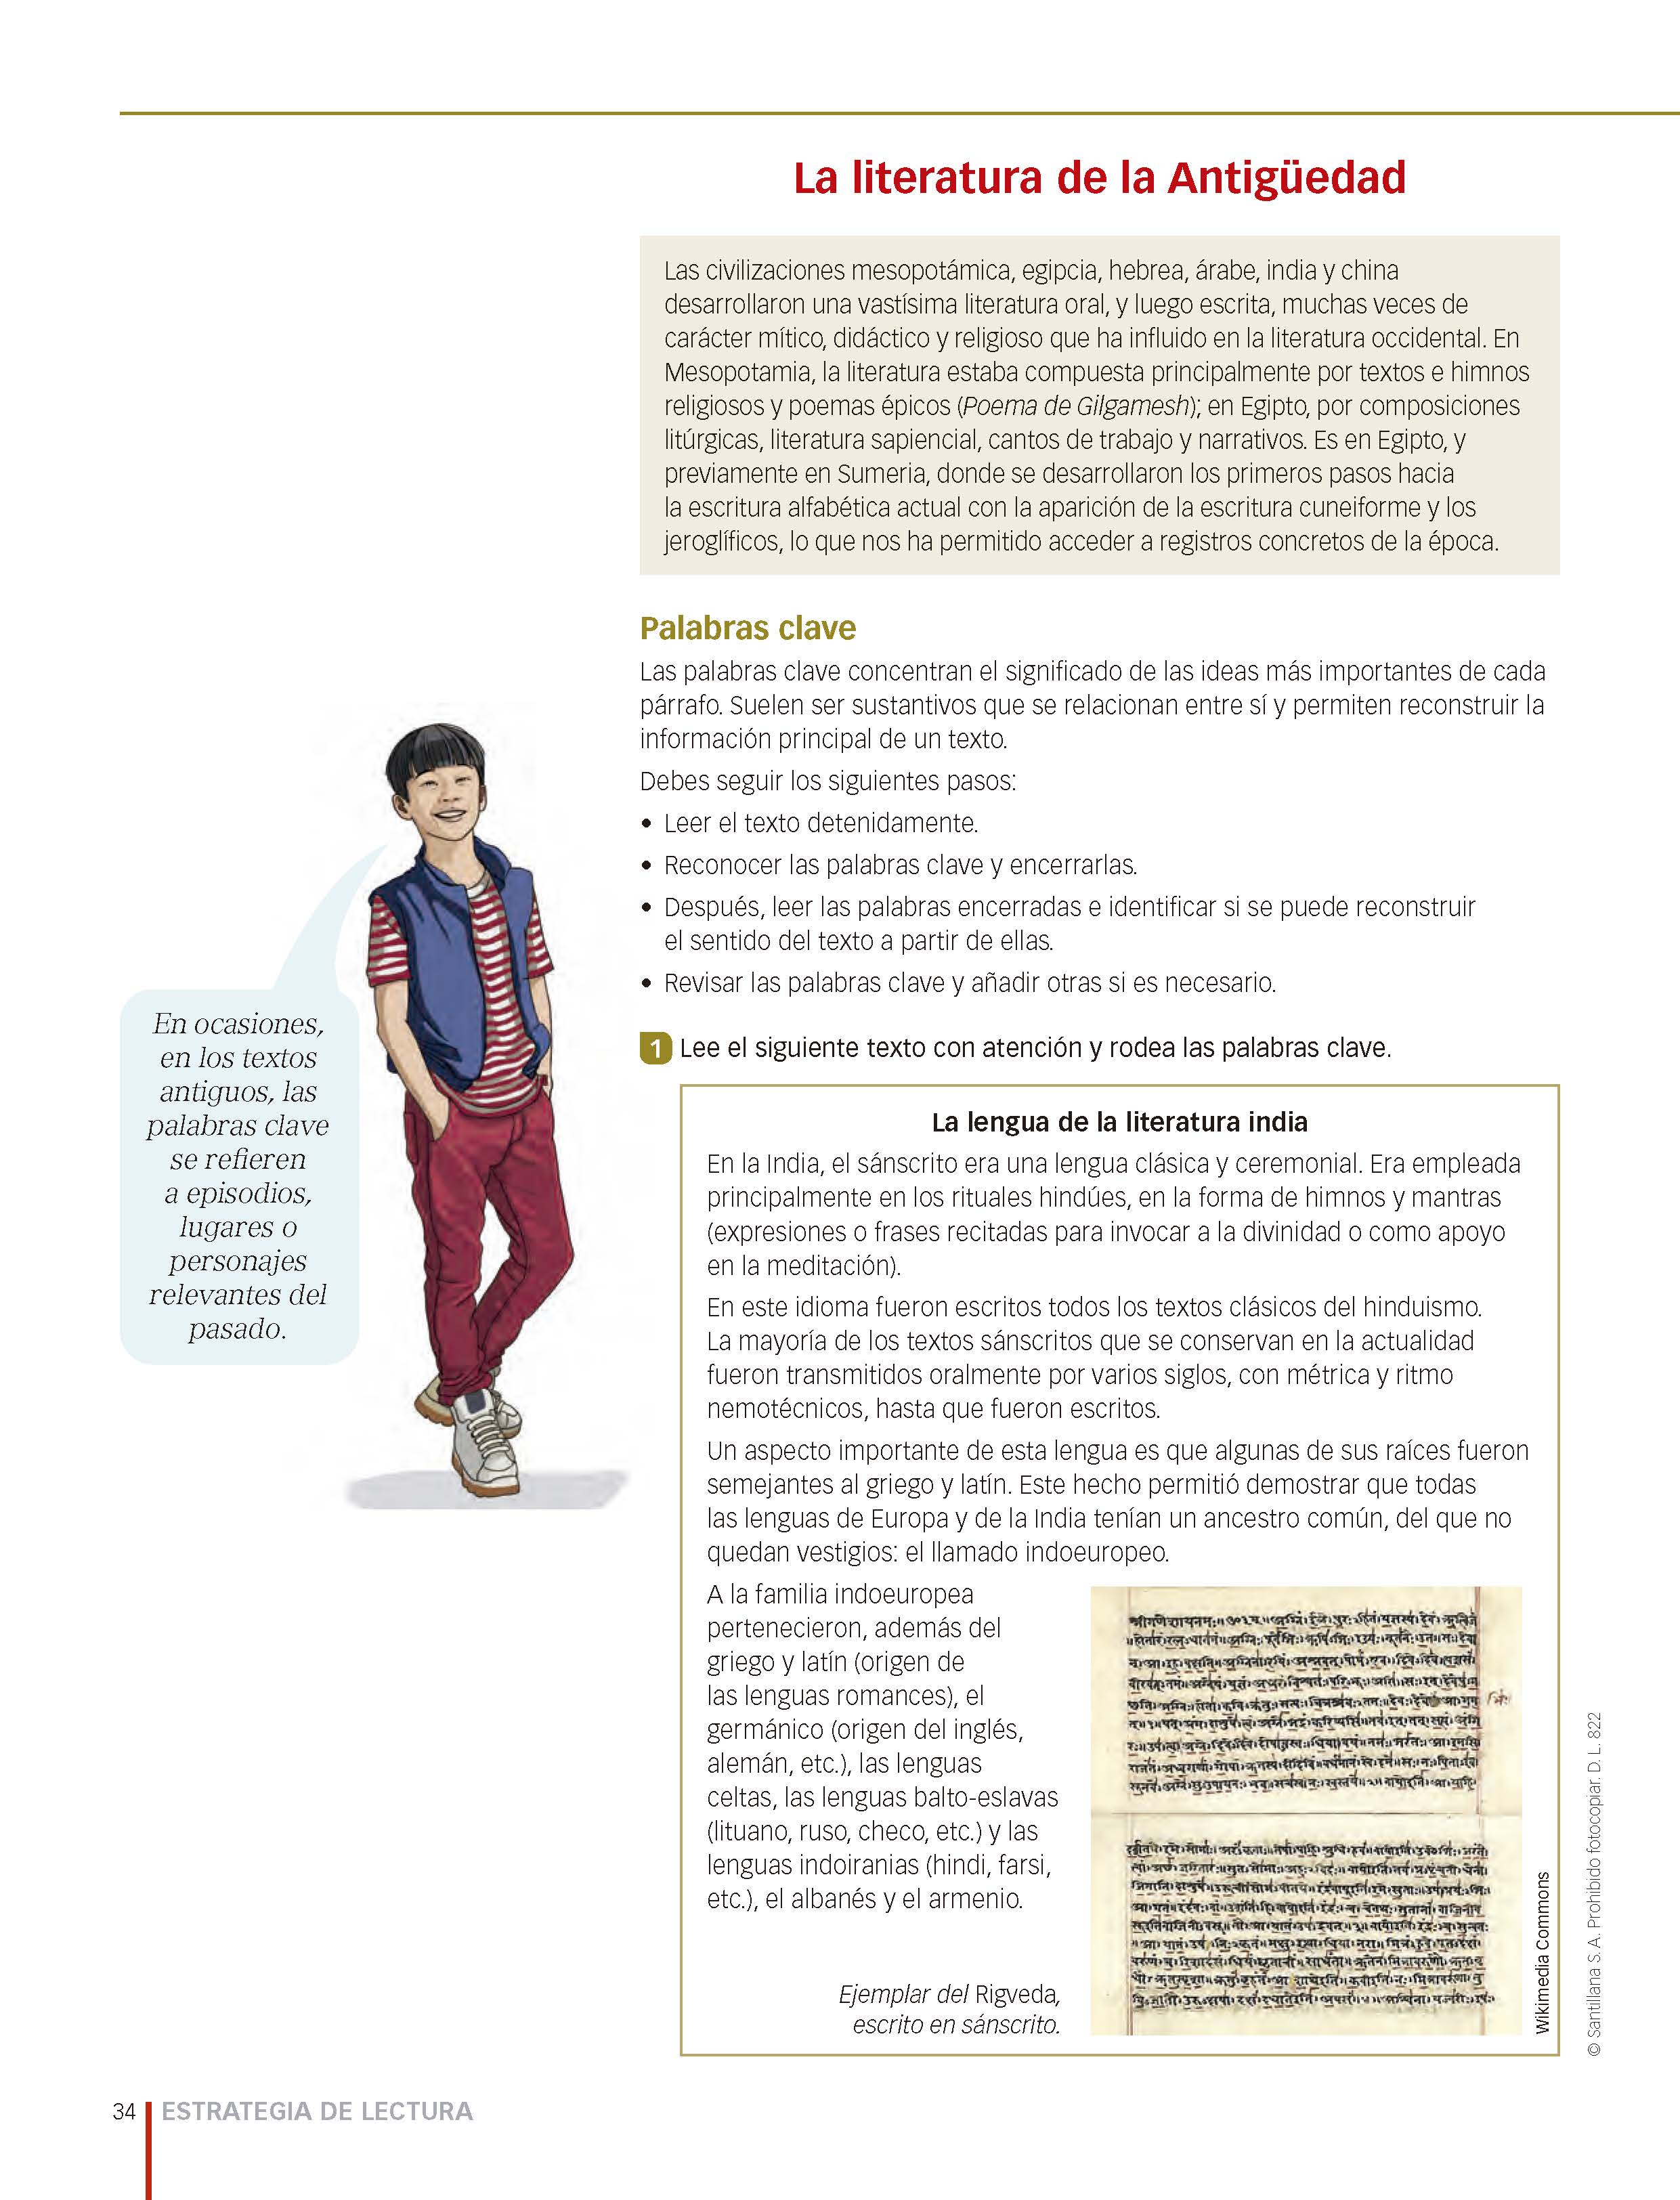 La literatura de la Antigüedad
Las civilizaciones mesopotámica, egipcia, hebrea, árabe, india y china
desarrollaron una vastísima literatura oral, y luego escrita, muchas veces de
carácter mítico, didáctico y religioso que ha influido en la literatura occidental. En
Mesopotamia, la literatura estaba compuesta principalmente por textos e himnos
religiosos y poemas épicos (Poema de Gilgamesh); en Egipto, por composiciones
litúrgicas, literatura sapiencial, cantos de trabajo y narrativos. Es en Egipto, y
previamente en Sumeria, donde se desarrollaron los primeros pasos hacia
la escritura alfabética actual con la aparición de la escritura cuneiforme y los
jeroglíficos, lo que nos ha permitido acceder a registros concretos de la época.
Palabras clave
Las palabras clave concentran el significado de las ideas más importantes de cada
párrafo. Suelen ser sustantivos que se relacionan entre sí y permiten reconstruir la
información principal de un texto.
Debes seguir los siguientes pasos:
• Leer el texto detenidamente.
• Reconocer las palabras clave y encerrarlas.
• Después, leer las palabras encerradas e identificar si se puede reconstruir
el sentido del texto a partir de ellas.
• Revisar las palabras clave y añadir otras si es necesario.
En ocasiones,
en los textos
antiguos, las
palabras clave
se refieren
a episodios,
lugares o
personajes
relevantes del
pasado.
1 Lee el siguiente texto con atención y rodea las palabras clave.
La lengua de la literatura india
En la India, el sánscrito era una lengua clásica y ceremonial. Era empleada
principalmente en los rituales hindúes, en la forma de himnos y mantras
(expresiones o frases recitadas para invocar a la divinidad o como apoyo
en la meditación).
En este idioma fueron escritos todos los textos clásicos del hinduismo.
La mayoría de los textos sánscritos que se conservan en la actualidad
fueron transmitidos oralmente por varios siglos, con métrica y ritmo
nemotécnicos, hasta que fueron escritos.
Un aspecto importante de esta lengua es que algunas de sus raíces fueron
semejantes al griego y latín. Este hecho permitió demostrar que todas
las lenguas de Europa y de la India tenían un ancestro común, del que no
quedan vestigios: el llamado indoeuropeo.
A la familia indoeuropea
pertenecieron, además del
griego y latín (origen de
las lenguas romances), el
germánico (origen del inglés,
alemán, etc.), las lenguas
celtas, las lenguas balto-eslavas
(lituano, ruso, checo, etc.) y las
lenguas indoiranias (hindi, farsi,
etc.), el albanés y el armenio.
Ejemplar del Rigveda,
escrito en sánscrito.
Wikimedia Commons
© Santillana S. A. Prohibido fotocopiar. D. L. 822
34 ESTRATEGIA DE LECTURA